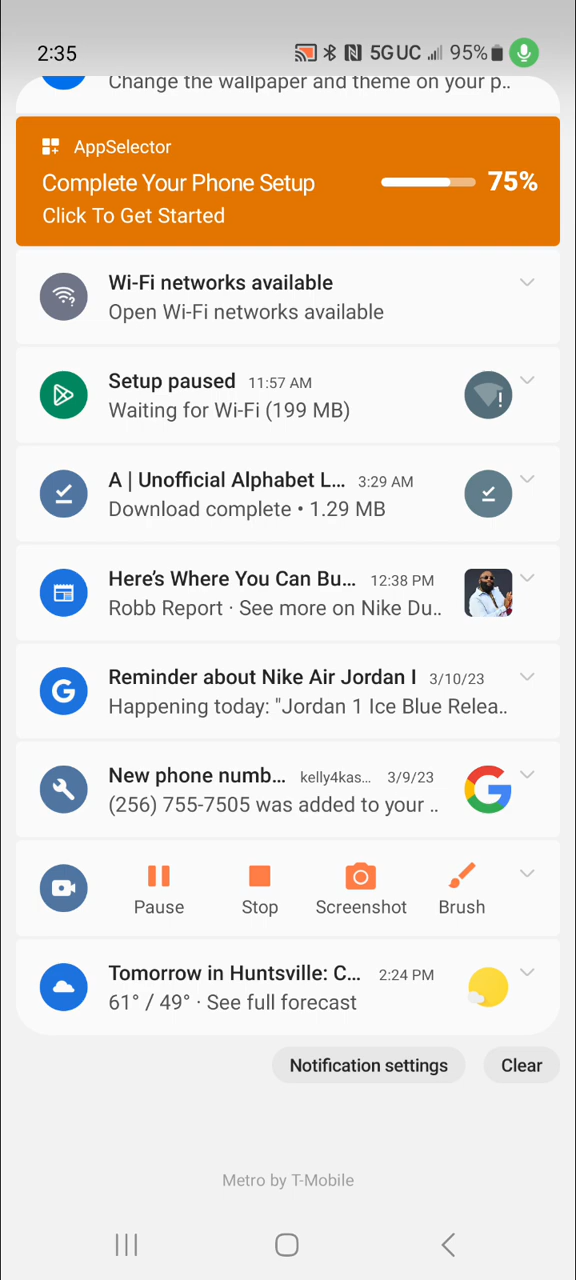 2:35 5G UC 95%
Change the wallpaper and theme on your p..
AppSelector
Complete Your Phone Setup 75%
Click To Get Started
Wi-Fi networks available
Open Wi-Fi networks available
Setup paused 11:57 AM
Waiting for Wi-Fi (199 MB)
A | Unofficial Alphabet L... 3:29 AM
Download complete • 1.29 MB
Here's Where You Can Bu... 12:38 PM
Robb Report · See more on Nike Du..
Reminder about Nike Air Jordan I 3/10/23
Happening today: "Jordan 1 Ice Blue Relea..
New phone numb... kelly4kas... 3/9/23
(256) 755-7505 was added to your ..
Pause Stop Screenshot Brush
Tomorrow in Huntsville: C... 2:24 PM
61° / 49° · See full forecast
Notification settings Clear
Metro by T-Mobile